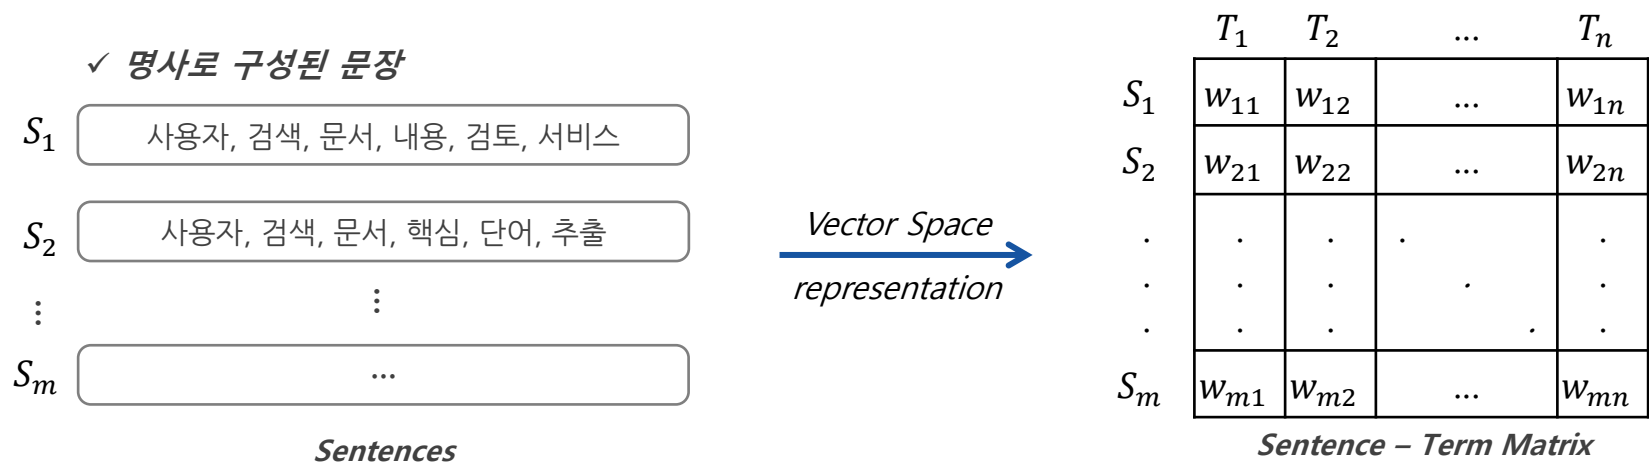 ✓ 명사로 구성된 문장
S₁ 사용자, 검색, 문서, 내용, 검토, 서비스
S₂ 사용자, 검색, 문서, 핵심, 단어, 추출
⋮ ⋮
Sₘ ...
Sentences
Vector Space
representation
T₁ T₂ ... Tₙ
S₁ w₁₁ w₁₂ ... w₁ₙ
S₂ w₂₁ w₂₂ ... w₂ₙ
. . . . .
. . . . .
. . . . .
Sₘ wₘ₁ wₘ₂ ... wₘₙ
Sentence – Term Matrix